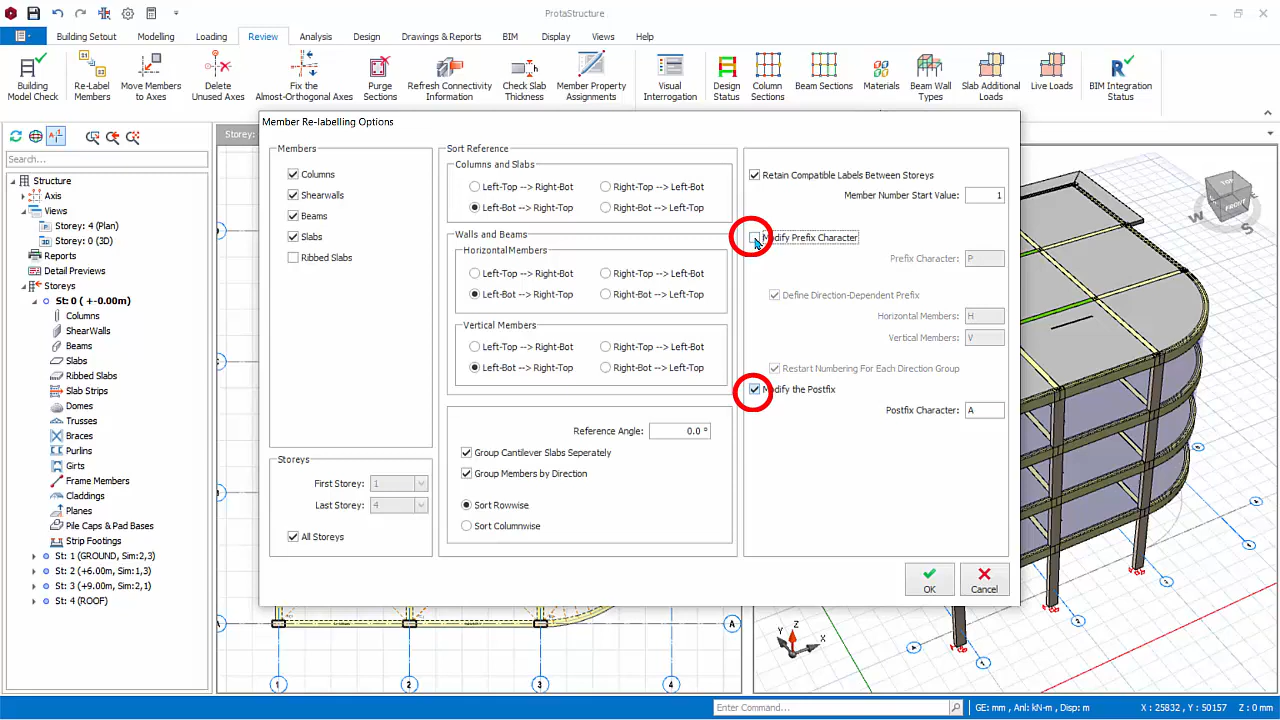 ProtaStructure
Building Setout Modelling Loading Review Analysis Design Drawings & Reports BIM Display Views Help
Building Model Check
Re-Label Members
Move Members to Axes
Delete Unused Axes
Fix the Almost-Orthogonal Axes
Purge Sections
Refresh Connectivity Information
Check Slab Thickness
Member Property Assignments
Visual Interrogation
Design Status
Column Sections
Beam Sections
Materials
Beam Wall Types
Slab Additional Loads
Live Loads
BIM Integration Status
Search...
Structure
Axis
Views
Storey: 4 (Plan)
Storey: 0 (3D)
Reports
Detail Previews
Storeys
St: 0 ( +-0.00m)
Columns
ShearWalls
Beams
Slabs
Ribbed Slabs
Slab Strips
Domes
Trusses
Braces
Purlins
Girts
Frame Members
Claddings
Planes
Pile Caps & Pad Bases
Strip Footings
St: 1 (GROUND, Sim:2,3)
St: 2 (+6.00m, Sim:1,3)
St: 3 (+9.00m, Sim:2,1)
St: 4 (ROOF)
Storey:
Member Re-labelling Options
Members
Columns
Shearwalls
Beams
Slabs
Ribbed Slabs
Storeys
First Storey: 1
Last Storey: 4
All Storeys
Sort Reference
Columns and Slabs
Left-Top --> Right-Bot Right-Top --> Left-Bot
Left-Bot --> Right-Top Right-Bot --> Left-Top
Walls and Beams
Horizontal Members
Left-Top --> Right-Bot Right-Top --> Left-Bot
Left-Bot --> Right-Top Right-Bot --> Left-Top
Vertical Members
Left-Top --> Right-Bot Right-Top --> Left-Bot
Left-Bot --> Right-Top Right-Bot --> Left-Top
Reference Angle: 0.0 °
Group Cantilever Slabs Seperately
Group Members by Direction
Sort Rowwise
Sort Columnwise
Retain Compatible Labels Between Storeys
Member Number Start Value: 1
Modify Prefix Character
Prefix Character: P
Define Direction-Dependent Prefix
Horizontal Members: H
Vertical Members: V
Restart Numbering For Each Direction Group
Modify the Postfix
Postfix Character: A
OK Cancel
TOP
FRONT
W
S
A
1 2 3 4
Y Z X
Enter Command...
GE: mm , Anl: kN-m , Disp: m
X : 25832 , Y : 50157 Z : 0 mm